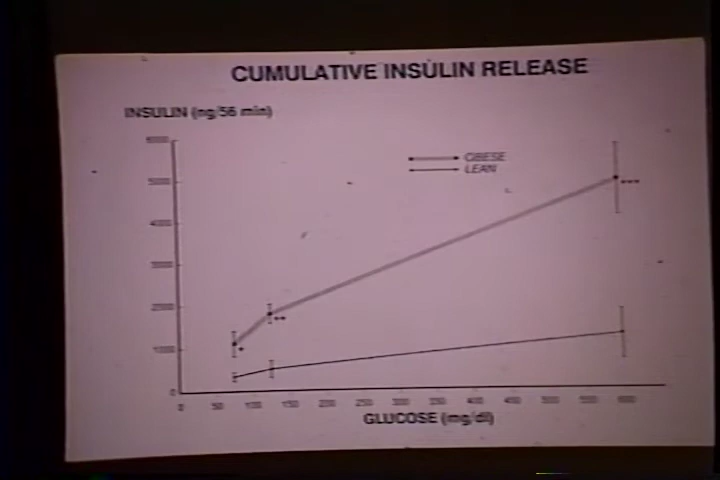 CUMULATIVE INSULIN RELEASE
INSULIN (ng/56 min)
OBESE
LEAN
6000
5000
4000
3000
2000
1000
0
0 50 100 150 200 250 300 350 400 450 500 550 600
GLUCOSE (mg/dl)